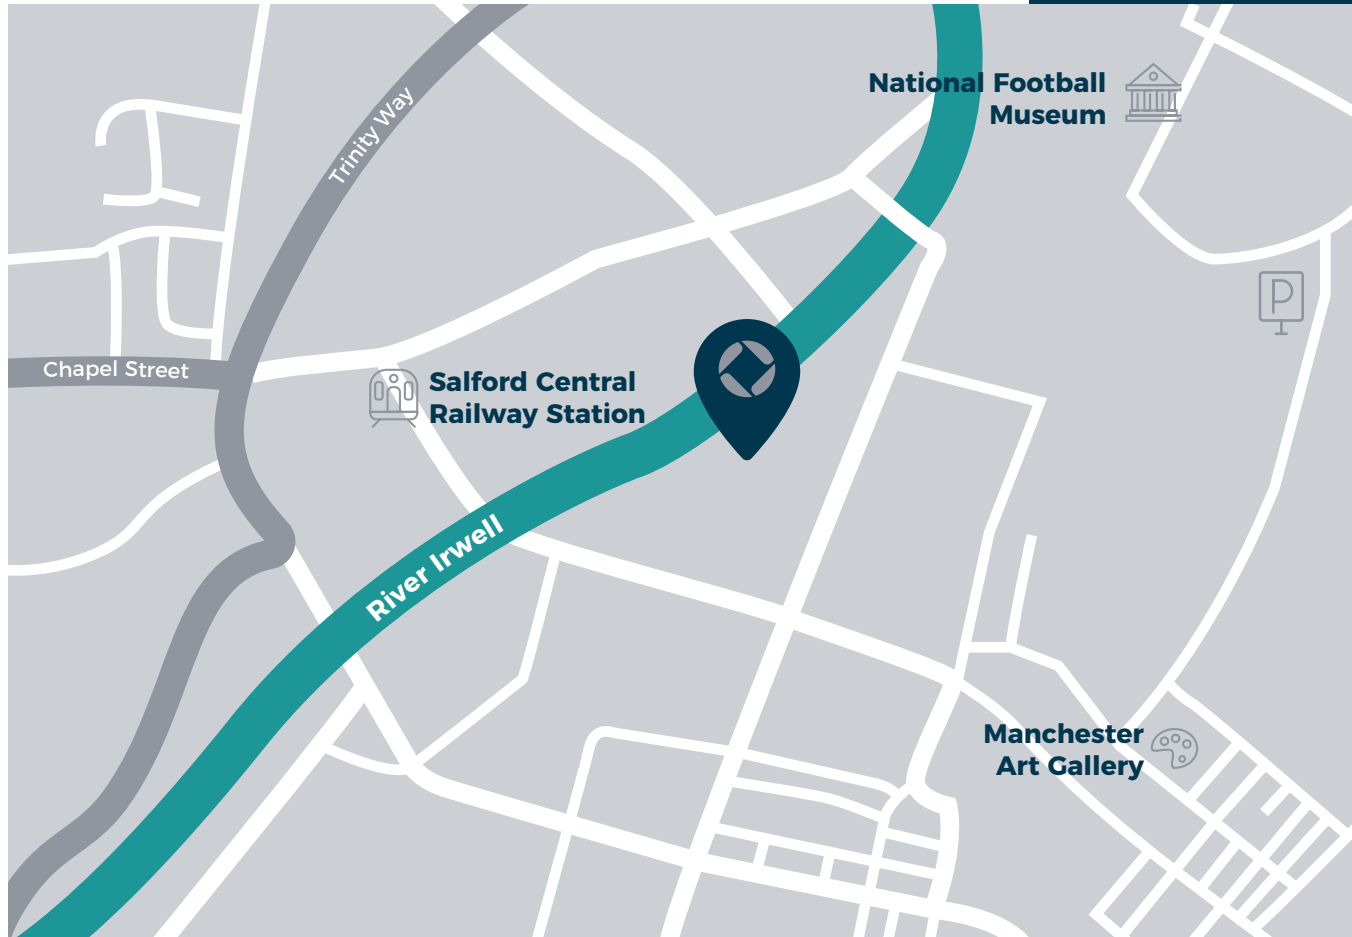 National Football
Museum
Trinity Way
P
Chapel Street
Salford Central
Railway Station
River Irwell
Manchester
Art Gallery